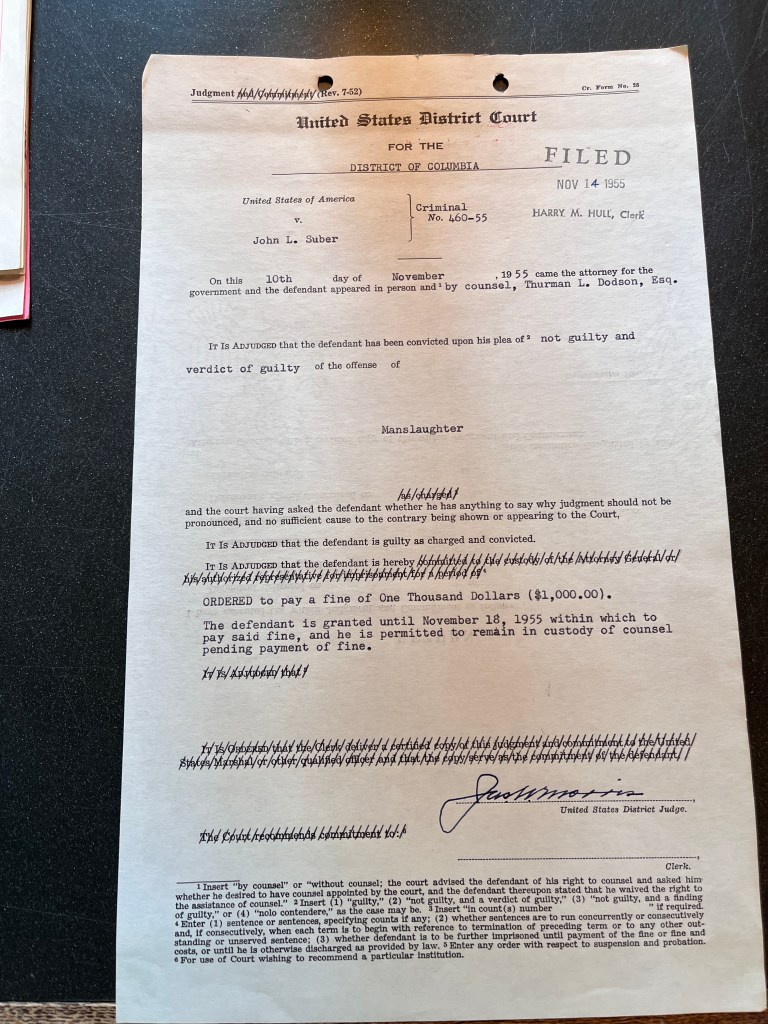 Judgment and Commitment (Rev. 7-52)
Cr. Form No. 25
United States District Court
FOR THE
DISTRICT OF COLUMBIA
FILED
NOV 14 1955
HARRY M. HULL, Clerk
United States of America
v.
John L. Suber
Criminal
No. 460-55
On this 10th day of November , 1955 came the attorney for the
government and the defendant appeared in person and¹ by counsel, Thurman L. Dodson, Esq.
It Is Adjudged that the defendant has been convicted upon his plea of² not guilty and
verdict of guilty of the offense of
Manslaughter
as charged³
and the court having asked the defendant whether he has anything to say why judgment should not be
pronounced, and no sufficient cause to the contrary being shown or appearing to the Court,
It Is Adjudged that the defendant is guilty as charged and convicted.
It Is Adjudged that the defendant is hereby committed to the custody of the Attorney General or
his authorized representative for imprisonment for a period of⁴
ORDERED to pay a fine of One Thousand Dollars ($1,000.00).
The defendant is granted until November 18, 1955 within which to
pay said fine, and he is permitted to remain in custody of counsel
pending payment of fine.
It Is Adjudged that⁵
It Is Ordered that the Clerk deliver a certified copy of this judgment and commitment to the United
States Marshal or other qualified officer and that the copy serve as the commitment of the defendant.
Jas W Morris
United States District Judge.
The Court recommends commitment to:⁶
Clerk.
¹ Insert "by counsel" or "without counsel; the court advised the defendant of his right to counsel and asked him
whether he desired to have counsel appointed by the court, and the defendant thereupon stated that he waived the right to
the assistance of counsel." ² Insert (1) "guilty," (2) "not guilty, and a verdict of guilty," (3) "not guilty, and a finding
of guilty," or (4) "nolo contendere," as the case may be. ³ Insert "in count(s) number " if required.
⁴ Enter (1) sentence or sentences, specifying counts if any; (2) whether sentences are to run concurrently or consecutively
and, if consecutively, when each term is to begin with reference to termination of preceding term or to any other out-
standing or unserved sentence; (3) whether defendant is to be further imprisoned until payment of the fine or fine and
costs, or until he is otherwise discharged as provided by law. ⁵ Enter any order with respect to suspension and probation.
⁶ For use of Court wishing to recommend a particular institution.